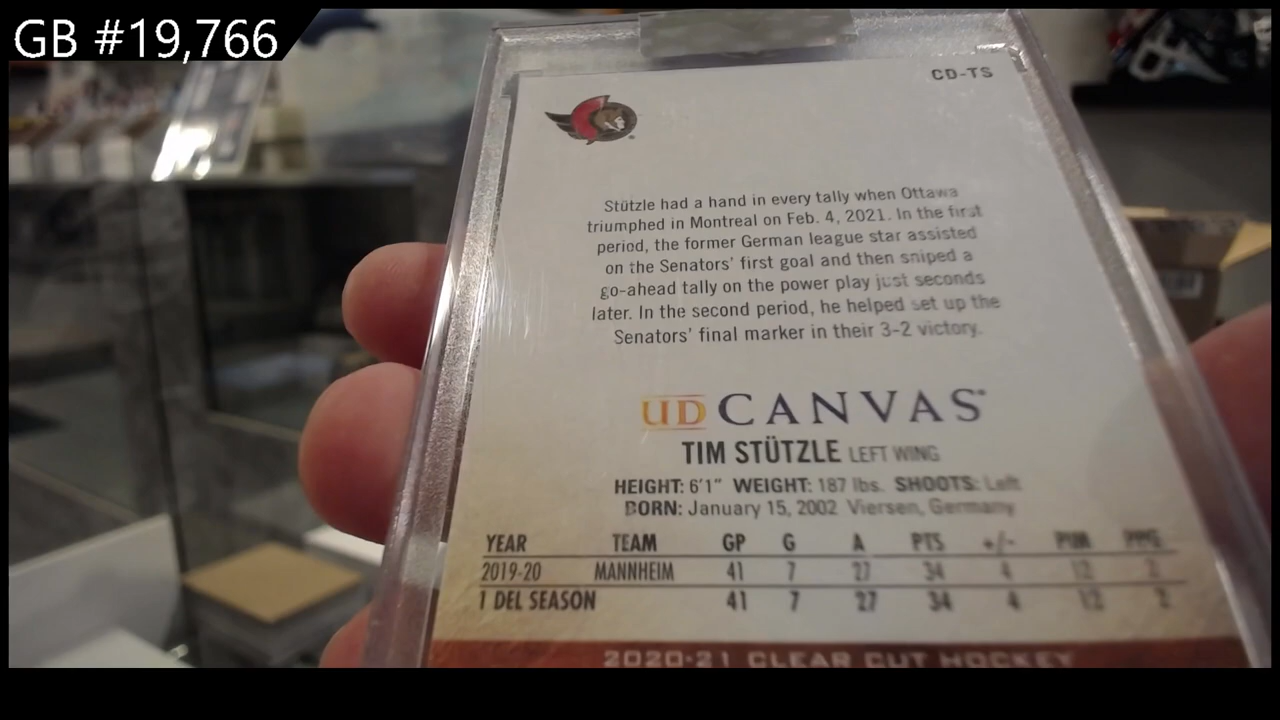 GB #19,766
CD-TS
Stützle had a hand in every tally when Ottawa
triumphed in Montreal on Feb. 4, 2021. In the first
period, the former German league star assisted
on the Senators' first goal and then sniped a
go-ahead tally on the power play just seconds
later. In the second period, he helped set up the
Senators' final marker in their 3-2 victory.
UD CANVAS
TIM STÜTZLE LEFT WING
HEIGHT: 6'1" WEIGHT: 187 lbs. SHOOTS: Left
BORN: January 15, 2002 Viersen, Germany
YEAR TEAM GP G A PTS +/- PIM PPG
2019-20 MANNHEIM 41 7 27 34 4 12 2
1 DEL SEASON 41 7 27 34 4 12 2
2020-21 CLEAR CUT HOCKEY